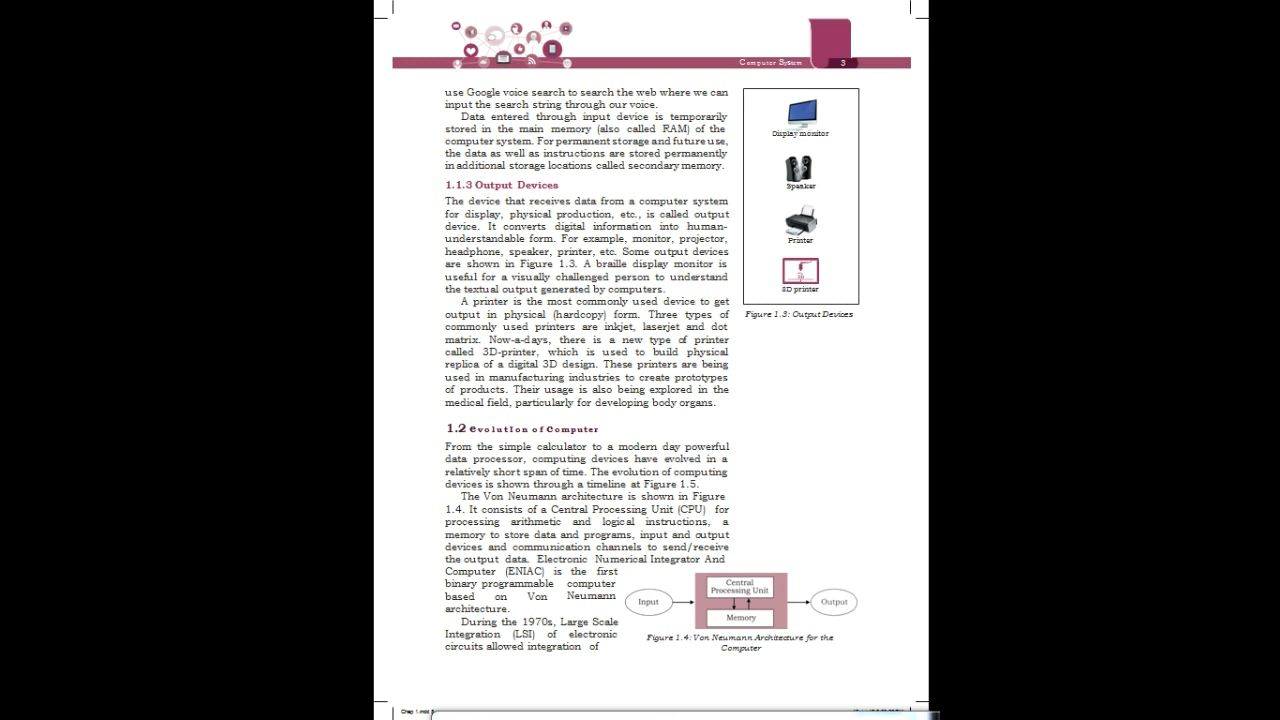 Computer System 3
use Google voice search to search the web where we can
input the search string through our voice.
Data entered through input device is temporarily
stored in the main memory (also called RAM) of the
computer system. For permanent storage and future use,
the data as well as instructions are stored permanently
in additional storage locations called secondary memory.
1.1.3 Output Devices
The device that receives data from a computer system
for display, physical production, etc., is called output
device. It converts digital information into human-
understandable form. For example, monitor, projector,
headphone, speaker, printer, etc. Some output devices
are shown in Figure 1.3. A braille display monitor is
useful for a visually challenged person to understand
the textual output generated by computers.
A printer is the most commonly used device to get
output in physical (hardcopy) form. Three types of
commonly used printers are inkjet, laserjet and dot
matrix. Now-a-days, there is a new type of printer
called 3D-printer, which is used to build physical
replica of a digital 3D design. These printers are being
used in manufacturing industries to create prototypes
of products. Their usage is also being explored in the
medical field, particularly for developing body organs.
Display monitor
Speaker
Printer
3D printer
Figure 1.3: Output Devices
1.2 evolution of Computer
From the simple calculator to a modern day powerful
data processor, computing devices have evolved in a
relatively short span of time. The evolution of computing
devices is shown through a timeline at Figure 1.5.
The Von Neumann architecture is shown in Figure
1.4. It consists of a Central Processing Unit (CPU) for
processing arithmetic and logical instructions, a
memory to store data and programs, input and output
devices and communication channels to send/receive
the output data. Electronic Numerical Integrator And
Computer (ENIAC) is the first
binary programmable computer
based on Von Neumann
architecture.
During the 1970s, Large Scale
Integration (LSI) of electronic
circuits allowed integration of
Input
Central
Processing Unit
Memory
Output
Figure 1.4: Von Neumann Architecture for the
Computer